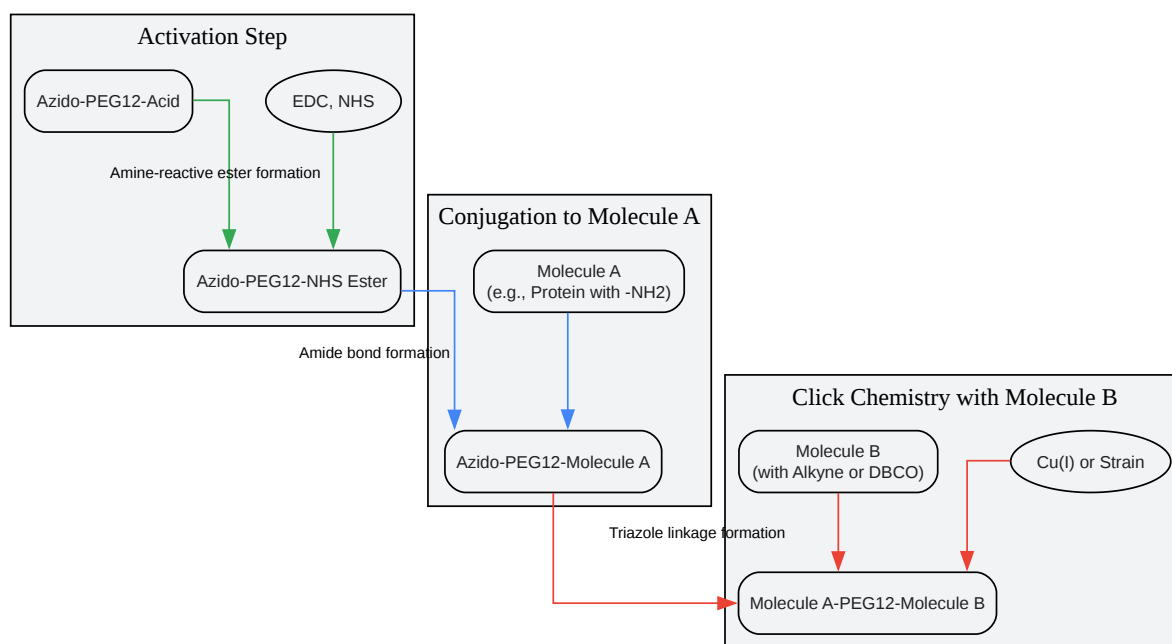 Activation Step
Azido-PEG12-Acid
EDC, NHS
Amine-reactive ester formation
Azido-PEG12-NHS Ester
Conjugation to Molecule A
Molecule A
(e.g., Protein with -NH2)
Amide bond formation
Azido-PEG12-Molecule A
Click Chemistry with Molecule B
Molecule B
(with Alkyne or DBCO)
Cu(I) or Strain
Triazole linkage formation
Molecule A-PEG12-Molecule B